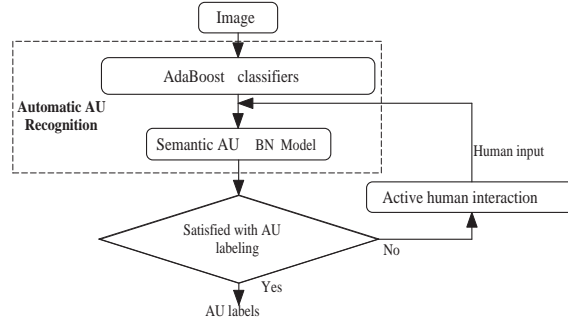 Image
AdaBoost classifiers
Automatic AU
Recognition
Semantic AU BN Model
Human input
Active human interaction
Satisfied with AU
labeling
No
Yes
AU labels